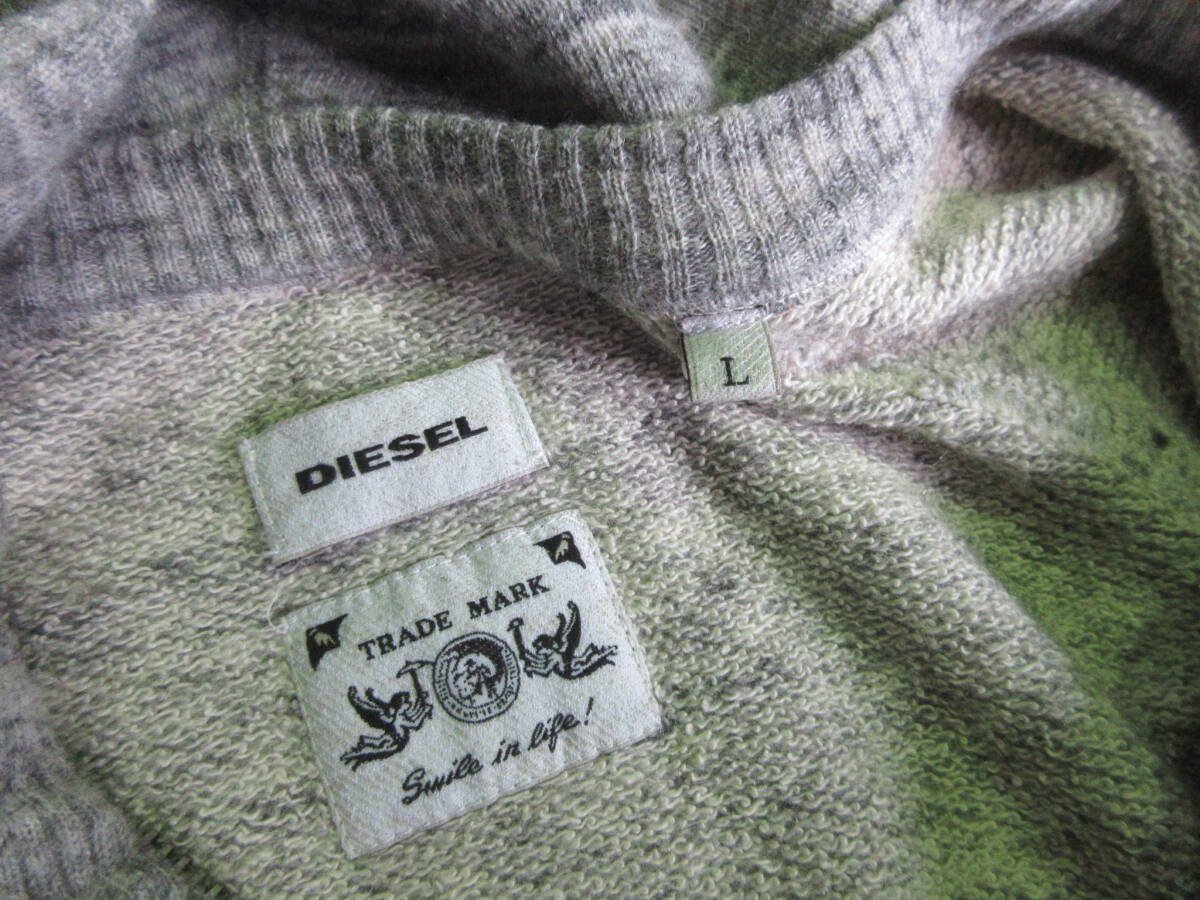 L
DIESEL
TRADE MARK
Smile in life!